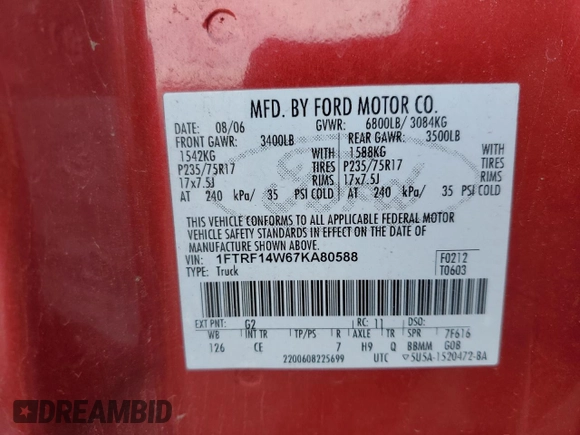 MFD. BY FORD MOTOR CO.
DATE: 08/06 GVWR: 6800LB/ 3084KG
FRONT GAWR: 3400LB REAR GAWR: 3500LB
1542KG WITH 1588KG WITH
P235/75R17 TIRES P235/75R17 TIRES
17x7.5J RIMS 17x7.5J RIMS
AT 240 kPa/ 35 PSI COLD AT 240 kPa/ 35 PSI COLD
THIS VEHICLE CONFORMS TO ALL APPLICABLE FEDERAL MOTOR
VEHICLE SAFETY STANDARDS IN EFFECT ON THE DATE OF
MANUFACTURE SHOWN ABOVE.
VIN: 1FTRF14W67KA80588 F0212
TYPE: Truck T0603
EXT PNT: G2 RC: 11 DSO:
WB INT TR TP/PS R AXLE TR SPR 7F616
126 CE 7 H9 Q BBMM G08
2200608225699 UTC 5U5A-1520472-BA
Ford
DREAMBID